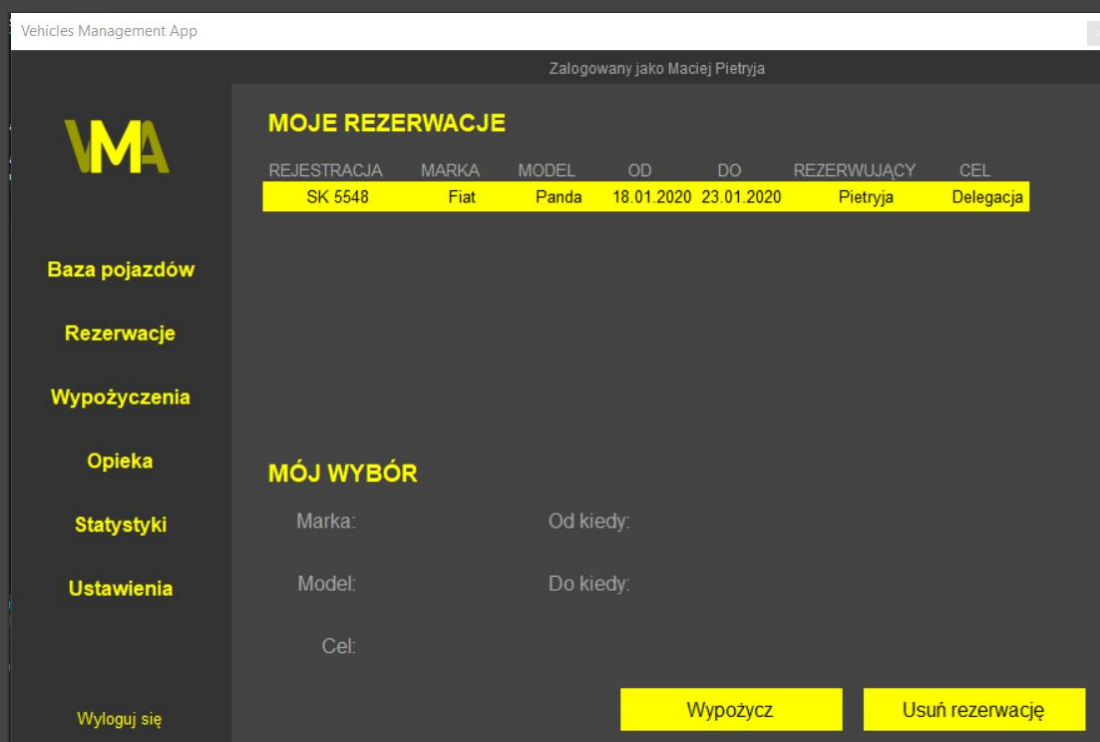 Vehicles Management App
Zalogowany jako Maciej Pietryja
VMA
MOJE REZERWACJE
REJESTRACJA MARKA MODEL OD DO REZERWUJĄCY CEL
SK 5548 Fiat Panda 18.01.2020 23.01.2020 Pietryja Delegacja
Baza pojazdów
Rezerwacje
Wypożyczenia
Opieka
Statystyki
Ustawienia
Wyloguj się
MÓJ WYBÓR
Marka: Od kiedy:
Model: Do kiedy:
Cel:
Wypożycz Usuń rezerwację